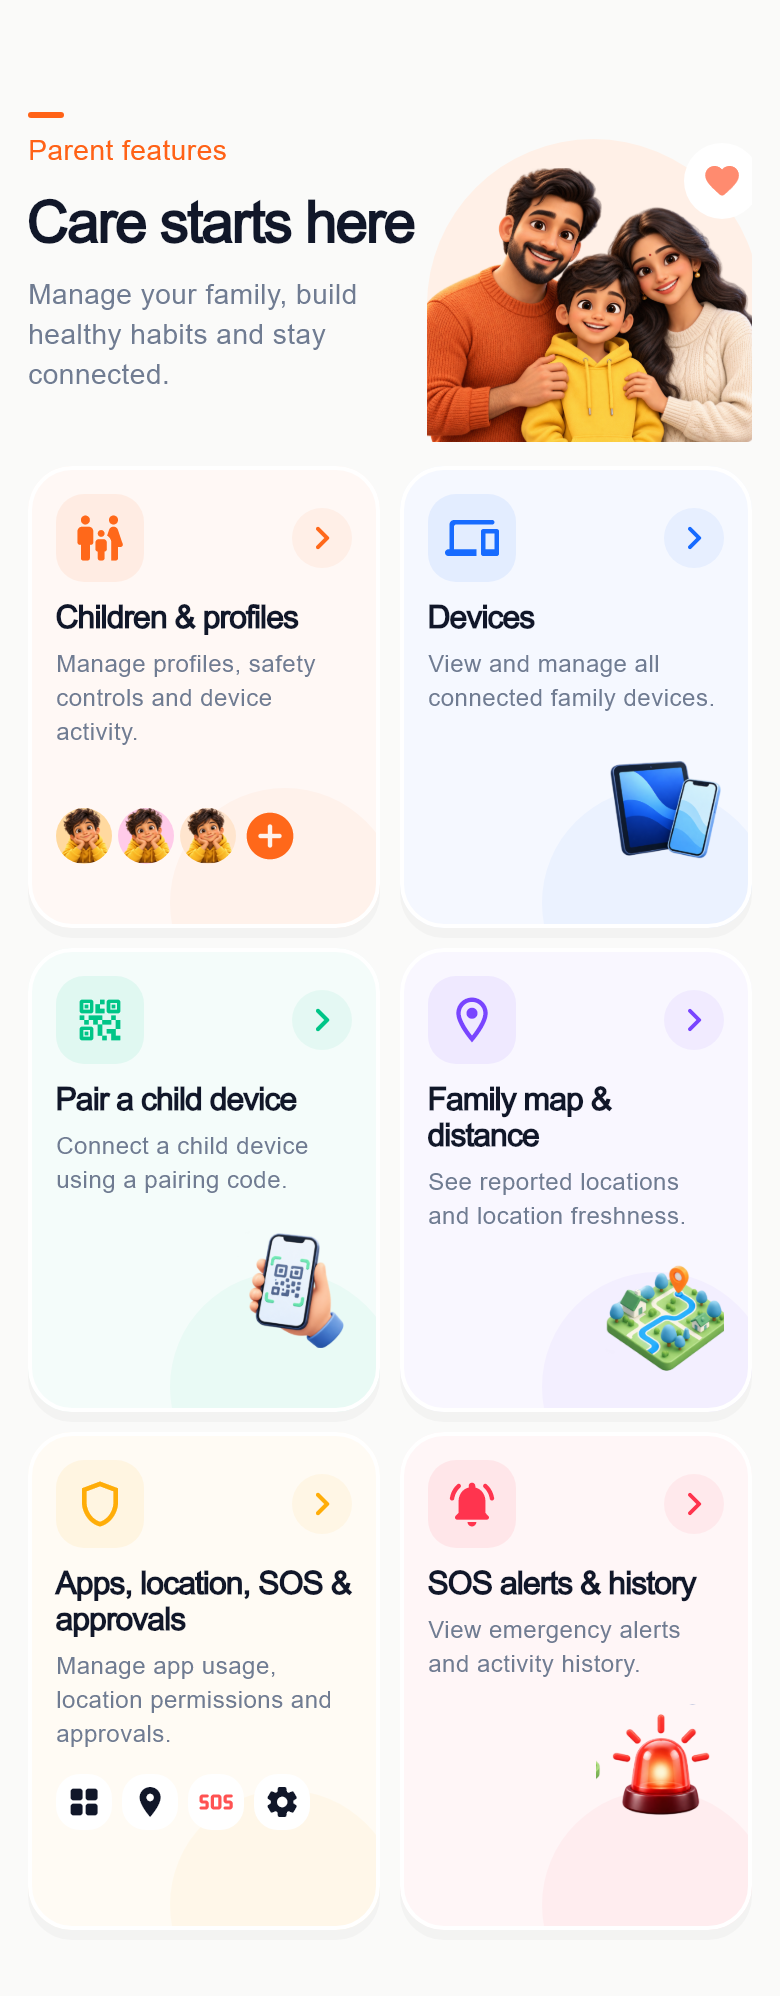 Parent features
Care starts here
Manage your family, build
healthy habits and stay
connected.
Children & profiles
Manage profiles, safety
controls and device
activity.
Devices
View and manage all
connected family devices.
Pair a child device
Connect a child device
using a pairing code.
Family map &
distance
See reported locations
and location freshness.
Apps, location, SOS &
approvals
Manage app usage,
location permissions and
approvals.
SOS
SOS alerts & history
View emergency alerts
and activity history.